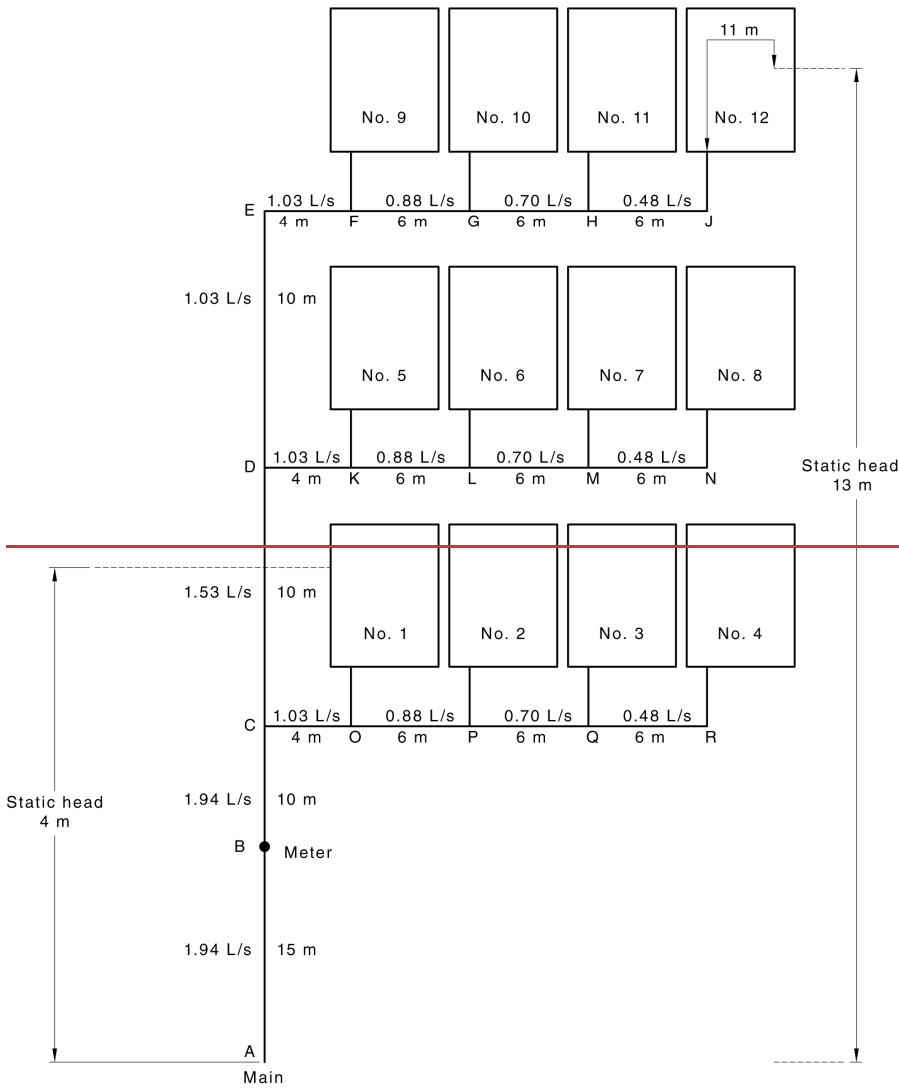 11 m
No. 9
No. 10
No. 11
No. 12
1.03 L/s
0.88 L/s
0.70 L/s
0.48 L/s
E
4 m
F
6 m
G
6 m
H
6 m
J
1.03 L/s
10 m
No. 5
No. 6
No. 7
No. 8
1.03 L/s
0.88 L/s
0.70 L/s
0.48 L/s
D
4 m
K
6 m
L
6 m
M
6 m
N
Static head
13 m
1.53 L/s
10 m
No. 1
No. 2
No. 3
No. 4
1.03 L/s
0.88 L/s
0.70 L/s
0.48 L/s
C
4 m
O
6 m
P
6 m
Q
6 m
R
Static head
4 m
1.94 L/s
10 m
B
Meter
1.94 L/s
15 m
A
Main